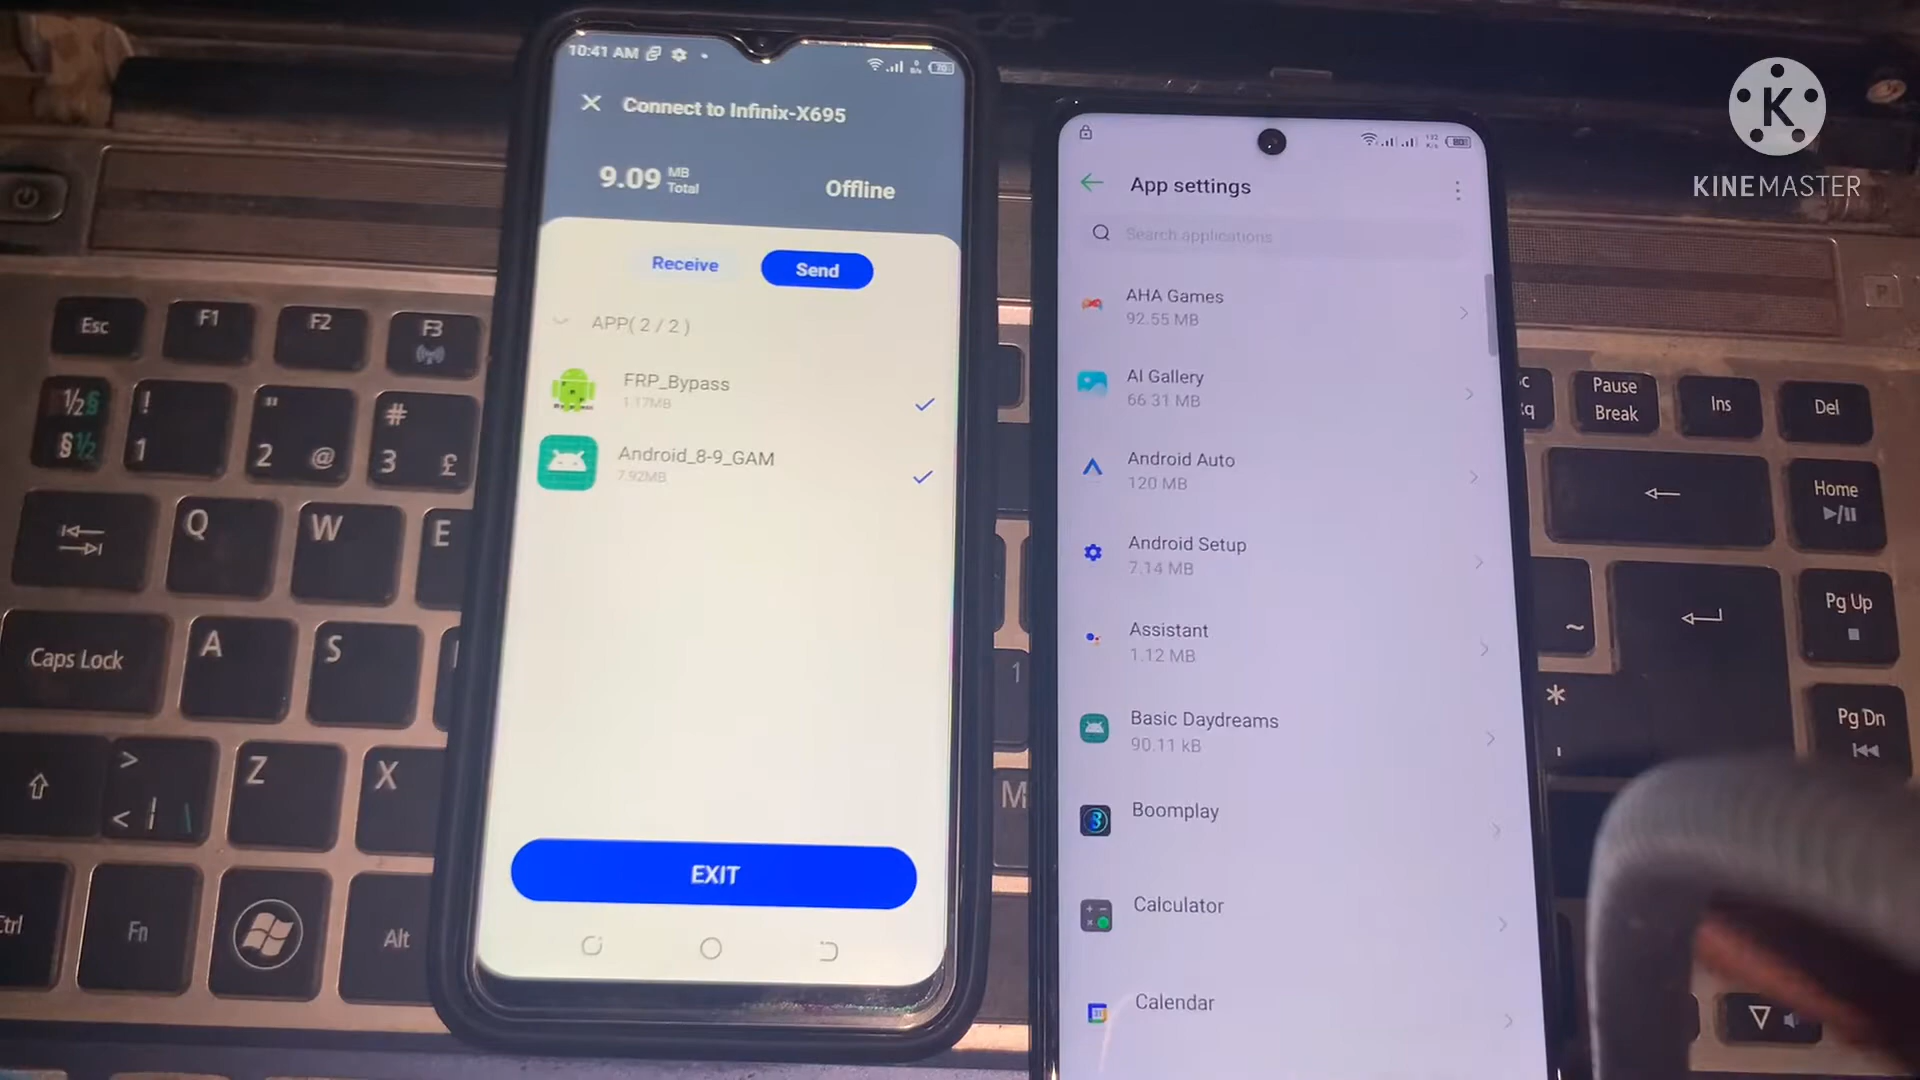 10:41 AM
70
Connect to Infinix-X695
9.09 MB Total
Offline
Receive
Send
APP( 2 / 2 )
FRP_Bypass
1.17MB
Android_8-9_GAM
7.92MB
EXIT
App settings
Search applications
AHA Games
92.55 MB
AI Gallery
66.31 MB
Android Auto
120 MB
Android Setup
7.14 MB
Assistant
1.12 MB
Basic Daydreams
90.11 kB
Boomplay
Calculator
Calendar
K
KINEMASTER
Esc
F1
F2
F3
½§
§½
!
1
"
2 @
#
3 £
Q
W
E
Caps Lock
A
S
>
< | \
Z
X
M
Ctrl
Fn
Alt
Pause
Break
Ins
Del
Home
Pg Up
Pg Dn
P
1
~
*
'